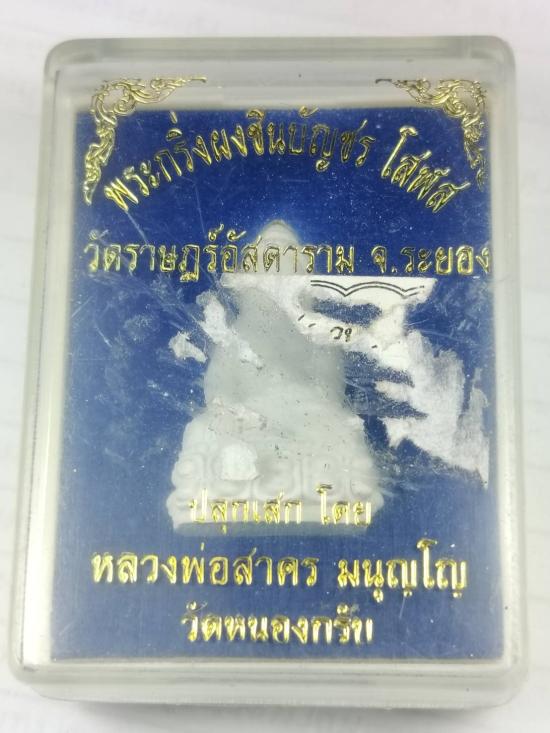 พระกริ่งผงชินบัญชร โสฬส
วัดราษฎร์อัสดาราม จ.ระยอง
ปลุกเสก โดย
หลวงพ่อสาคร มนุญฺโญ
วัดหนองกรับ